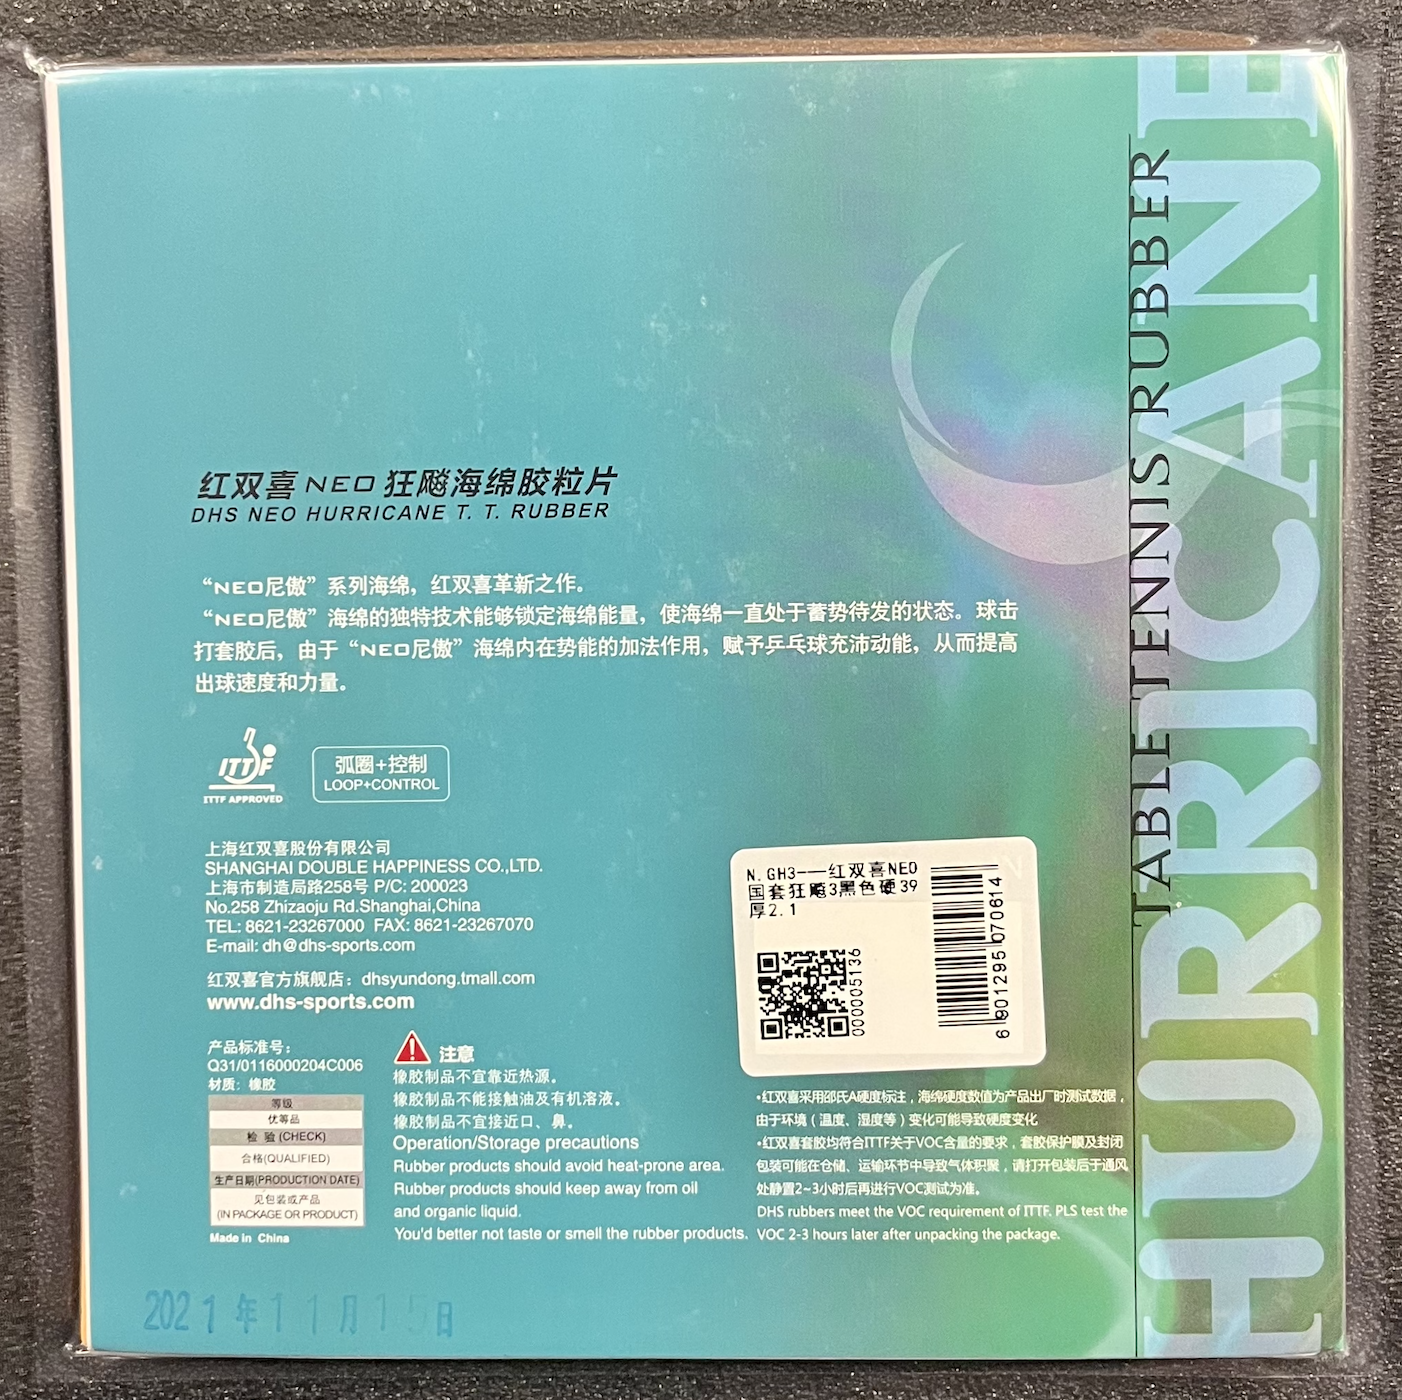 红双喜 NEO 狂飚海绵胶粒片
DHS NEO HURRICANE T. T. RUBBER
“NEO尼傲”系列海绵，红双喜革新之作。
“NEO尼傲”海绵的独特技术能够锁定海绵能量，使海绵一直处于蓄势待发的状态。球击
打套胶后，由于“NEO尼傲”海绵内在势能的加法作用，赋予乒乓球充沛动能，从而提高
出球速度和力量。
ITTF
ITTF APPROVED
弧圈+控制
LOOP+CONTROL
上海红双喜股份有限公司
SHANGHAI DOUBLE HAPPINESS CO.,LTD.
上海市制造局路258号 P/C: 200023
No.258 Zhizaoju Rd.Shanghai,China
TEL: 8621-23267000 FAX: 8621-23267070
E-mail: dh@dhs-sports.com
红双喜官方旗舰店：dhsyundong.tmall.com
www.dhs-sports.com
产品标准号：
Q31/0116000204C006
材质：橡胶
等级
优等品
检 验 (CHECK)
合格(QUALIFIED)
生产日期(PRODUCTION DATE)
见包装或产品
(IN PACKAGE OR PRODUCT)
Made in China
注意
橡胶制品不宜靠近热源。
橡胶制品不能接触油及有机溶液。
橡胶制品不宜接近口、鼻。
Operation/Storage precautions
Rubber products should avoid heat-prone area.
Rubber products should keep away from oil
and organic liquid.
You'd better not taste or smell the rubber products.
N.GH3——红双喜NEO
国套狂飚3黑色硬39
厚2.1
000005136
6 901295 070614
•红双喜采用邵氏A硬度标注，海绵硬度数值为产品出厂时测试数据，
由于环境（温度、湿度等）变化可能导致硬度变化
•红双喜套胶均符合ITTF关于VOC含量的要求，套胶保护膜及封闭
包装可能在仓储、运输环节中导致气体积聚，请打开包装后于通风
处静置2~3小时后再进行VOC测试为准。
DHS rubbers meet the VOC requirement of ITTF. PLS test the
VOC 2-3 hours later after unpacking the package.
2021年11月15日
TABLE TENNIS RUBBER
HURRICANE